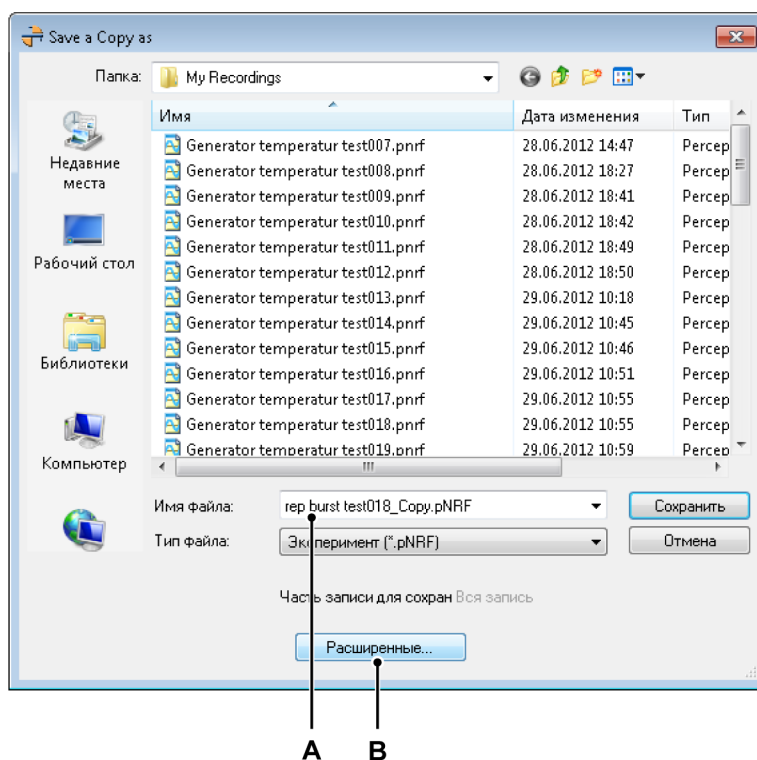 Save a Copy as
Папка: My Recordings
Имя Дата изменения Тип
Generator temperatur test007.pnrf 28.06.2012 14:47 Percep
Generator temperatur test008.pnrf 28.06.2012 18:27 Percep
Generator temperatur test009.pnrf 28.06.2012 18:41 Percep
Generator temperatur test010.pnrf 28.06.2012 18:42 Percep
Generator temperatur test011.pnrf 28.06.2012 18:49 Percep
Generator temperatur test012.pnrf 28.06.2012 18:50 Percep
Generator temperatur test013.pnrf 29.06.2012 10:18 Percep
Generator temperatur test014.pnrf 29.06.2012 10:45 Percep
Generator temperatur test015.pnrf 29.06.2012 10:46 Percep
Generator temperatur test016.pnrf 29.06.2012 10:51 Percep
Generator temperatur test017.pnrf 29.06.2012 10:55 Percep
Generator temperatur test018.pnrf 29.06.2012 10:55 Percep
Generator temperatur test019.pnrf 29.06.2012 10:59 Percep
Недавние
места
Рабочий стол
Библиотеки
Компьютер
Имя файла: rep burst test018_Copy.pNRF Сохранить
Тип файла: Эксперимент (*.pNRF) Отмена
Часть записи для сохран Вся запись
Расширенные...
A B